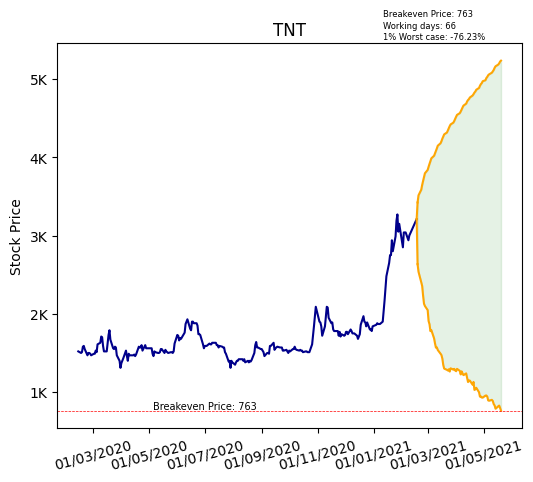 Breakeven Price: 763
Working days: 66
1% Worst case: -76.23%
TNT
Stock Price
5K
4K
3K
2K
1K
Breakeven Price: 763
01/03/2020 01/05/2020 01/07/2020 01/09/2020 01/11/2020 01/01/2021 01/03/2021 01/05/2021